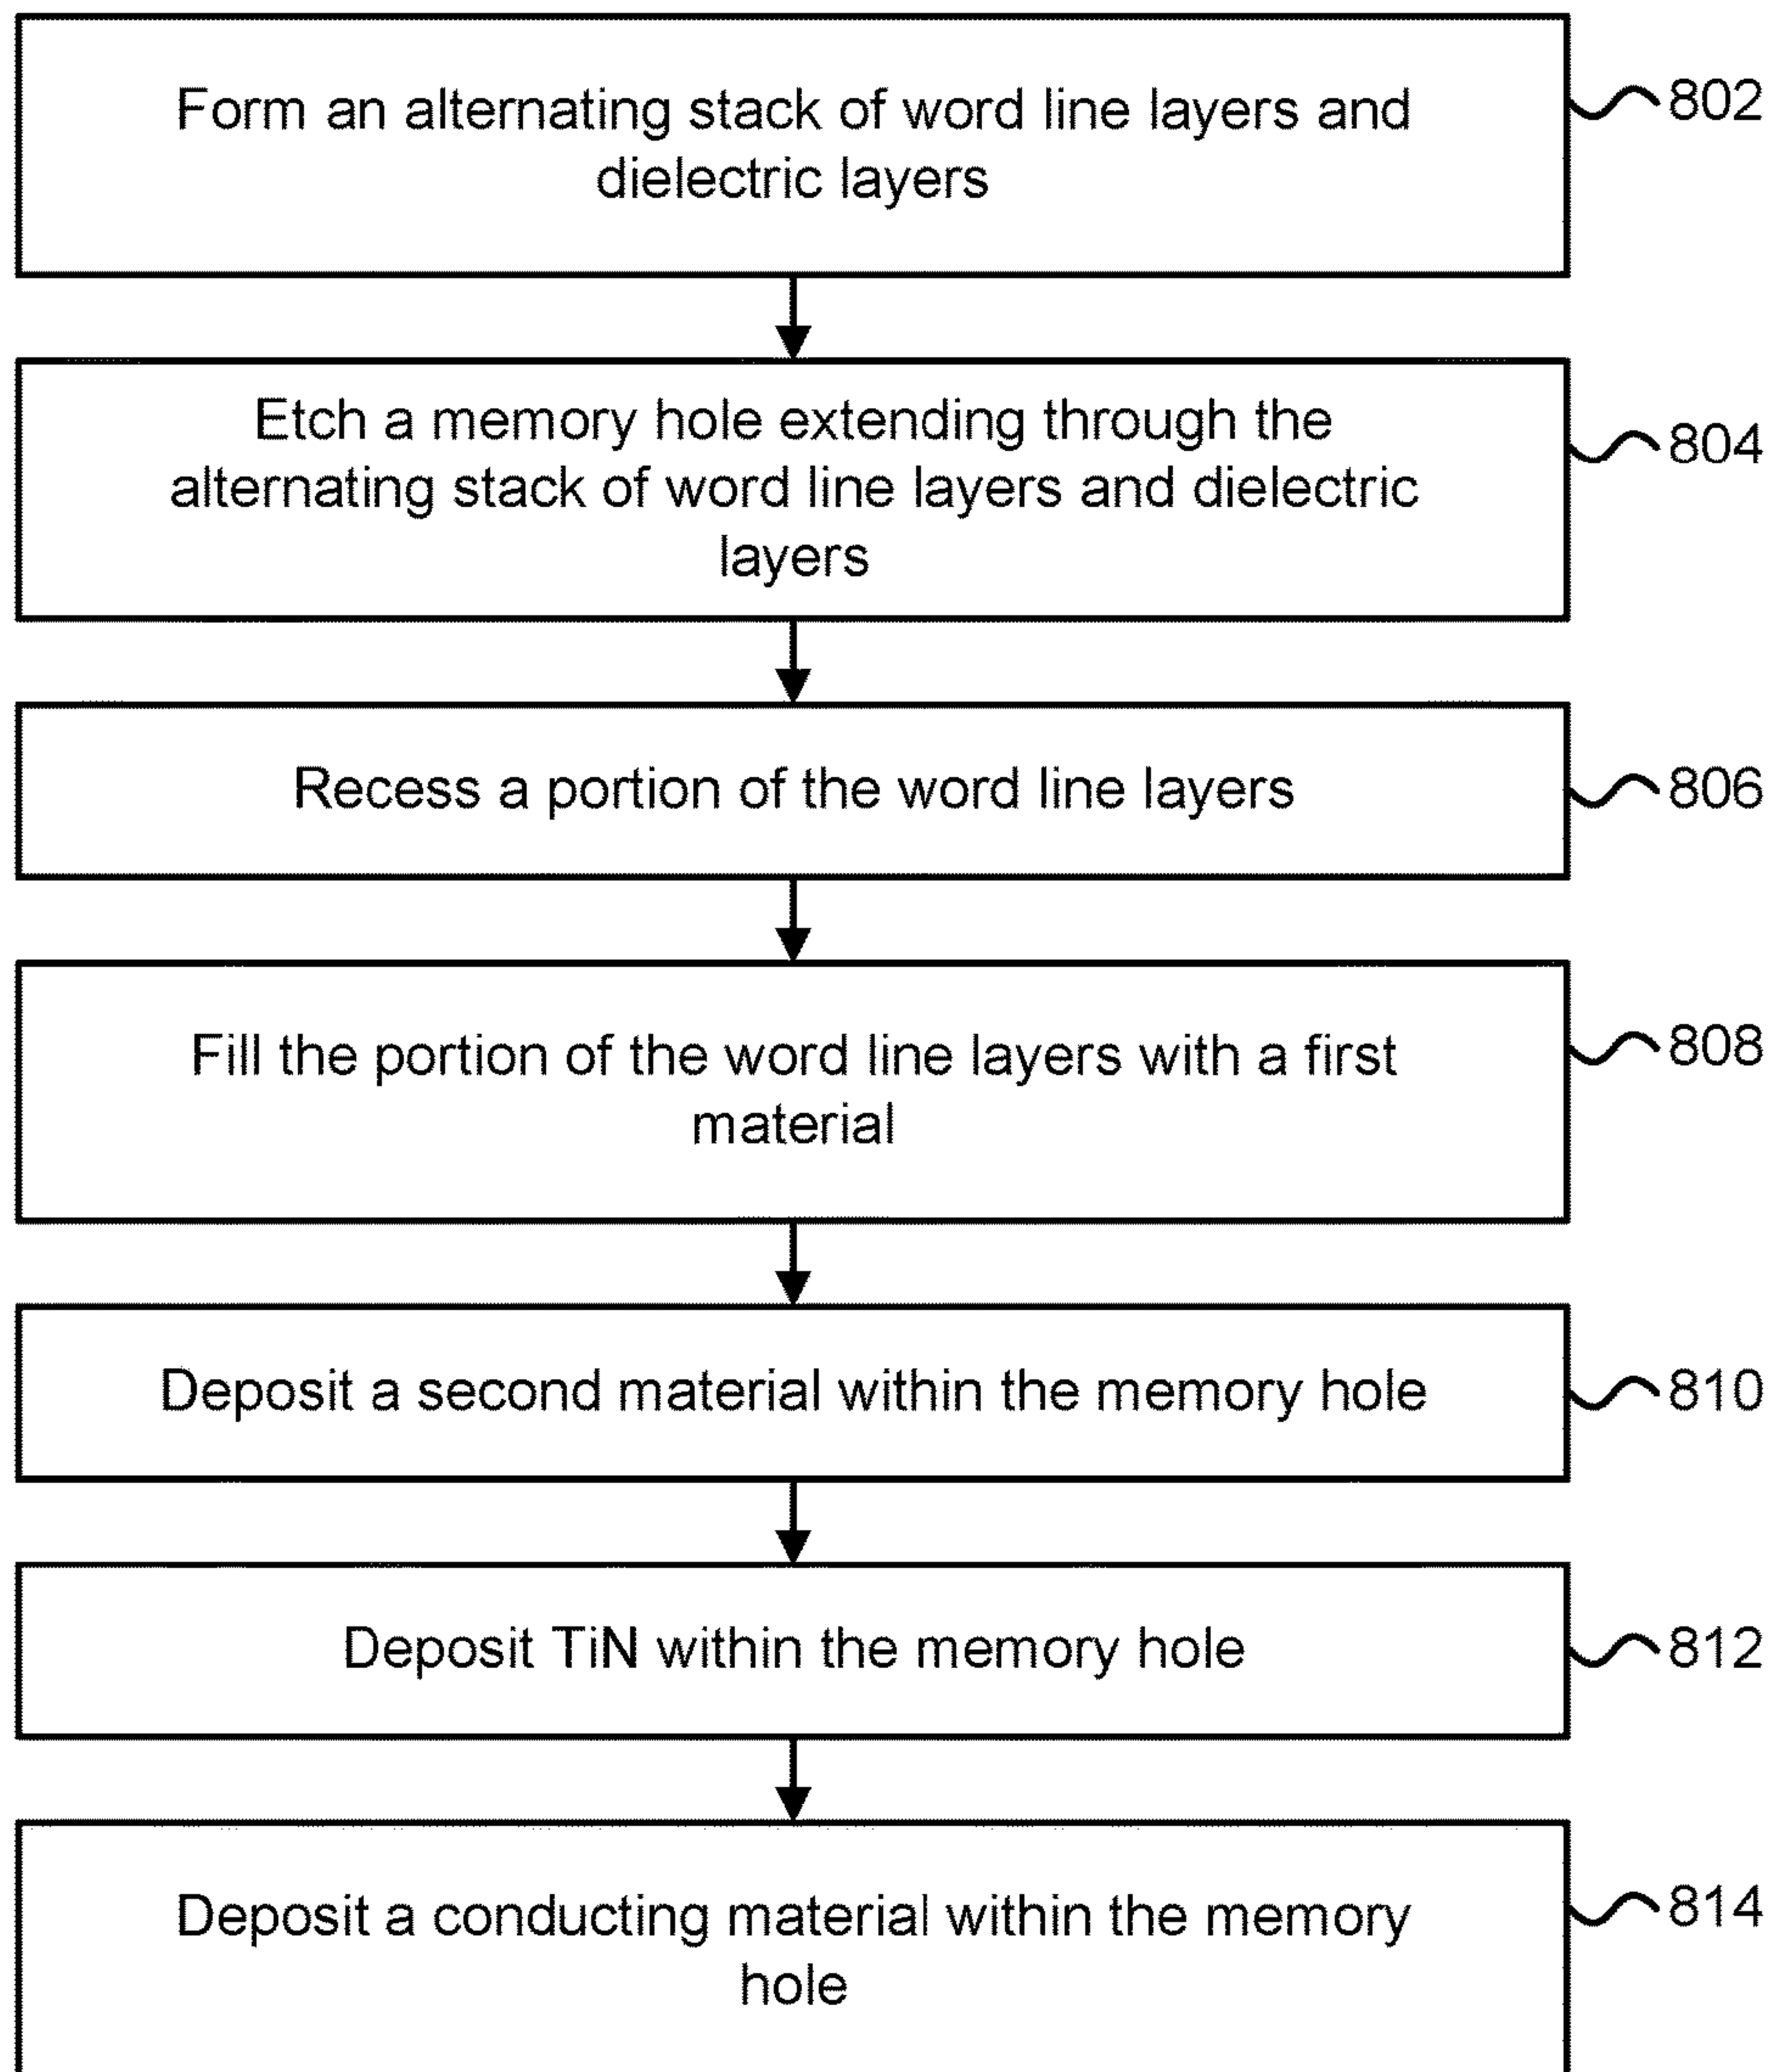 Form an alternating stack of word line layers and
dielectric layers
802
Etch a memory hole extending through the
alternating stack of word line layers and dielectric
layers
804
Recess a portion of the word line layers
806
Fill the portion of the word line layers with a first
material
808
Deposit a second material within the memory hole
810
Deposit TiN within the memory hole
812
Deposit a conducting material within the memory
hole
814